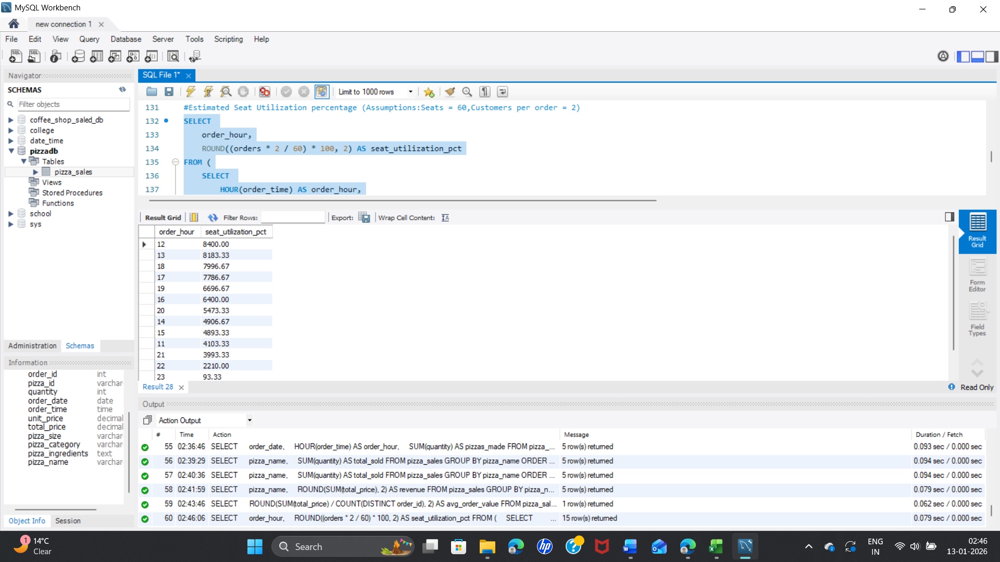 MySQL Workbench
new connection 1
File Edit View Query Database Server Tools Scripting Help
Navigator
SCHEMAS
Filter objects
coffee_shop_saled_db
college
date_time
pizzadb
Tables
pizza_sales
Views
Stored Procedures
Functions
school
sys
Administration Schemas
Information
order_id int
pizza_id varchar
quantity int
order_date date
order_time time
unit_price decimal
total_price decimal
pizza_size varchar
pizza_category varchar
pizza_ingredients text
pizza_name varchar
Object Info Session
SQL File 1*
Limit to 1000 rows
131 #Estimated Seat Utilization percentage (Assumptions:Seats = 60,Customers per order = 2)
132 SELECT
133 order_hour,
134 ROUND((orders * 2 / 60) * 100, 2) AS seat_utilization_pct
135 FROM (
136 SELECT
137 HOUR(order_time) AS order_hour,
Result Grid Filter Rows: Export: Wrap Cell Content:
order_hour seat_utilization_pct
12 8400.00
13 8183.33
18 7996.67
17 7786.67
19 6696.67
16 6400.00
20 5473.33
14 4906.67
15 4893.33
11 4103.33
21 3993.33
22 2210.00
23 93.33
Result Grid
Form Editor
Field Types
Result 28
Read Only
Output
Action Output
# Time Action Message Duration / Fetch
55 02:36:46 SELECT order_date, HOUR(order_time) AS order_hour, SUM(quantity) AS pizzas_made FROM pizza_... 5 row(s) returned 0.093 sec / 0.000 sec
56 02:39:29 SELECT pizza_name, SUM(quantity) AS total_sold FROM pizza_sales GROUP BY pizza_name ORDER ... 5 row(s) returned 0.094 sec / 0.000 sec
57 02:40:36 SELECT pizza_name, SUM(quantity) AS total_sold FROM pizza_sales GROUP BY pizza_name ORDER ... 5 row(s) returned 0.094 sec / 0.000 sec
58 02:41:59 SELECT pizza_name, ROUND(SUM(total_price), 2) AS revenue FROM pizza_sales GROUP BY pizza_n... 5 row(s) returned 0.079 sec / 0.000 sec
59 02:43:46 SELECT ROUND(SUM(total_price) / COUNT(DISTINCT order_id), 2) AS avg_order_value FROM pizza_sal... 1 row(s) returned 0.062 sec / 0.000 sec
60 02:46:06 SELECT order_hour, ROUND((orders * 2 / 60) * 100, 2) AS seat_utilization_pct FROM ( SELECT ... 15 row(s) returned 0.079 sec / 0.000 sec
1
14°C
Clear
Search
ENG
IN
02:46
13-01-2026